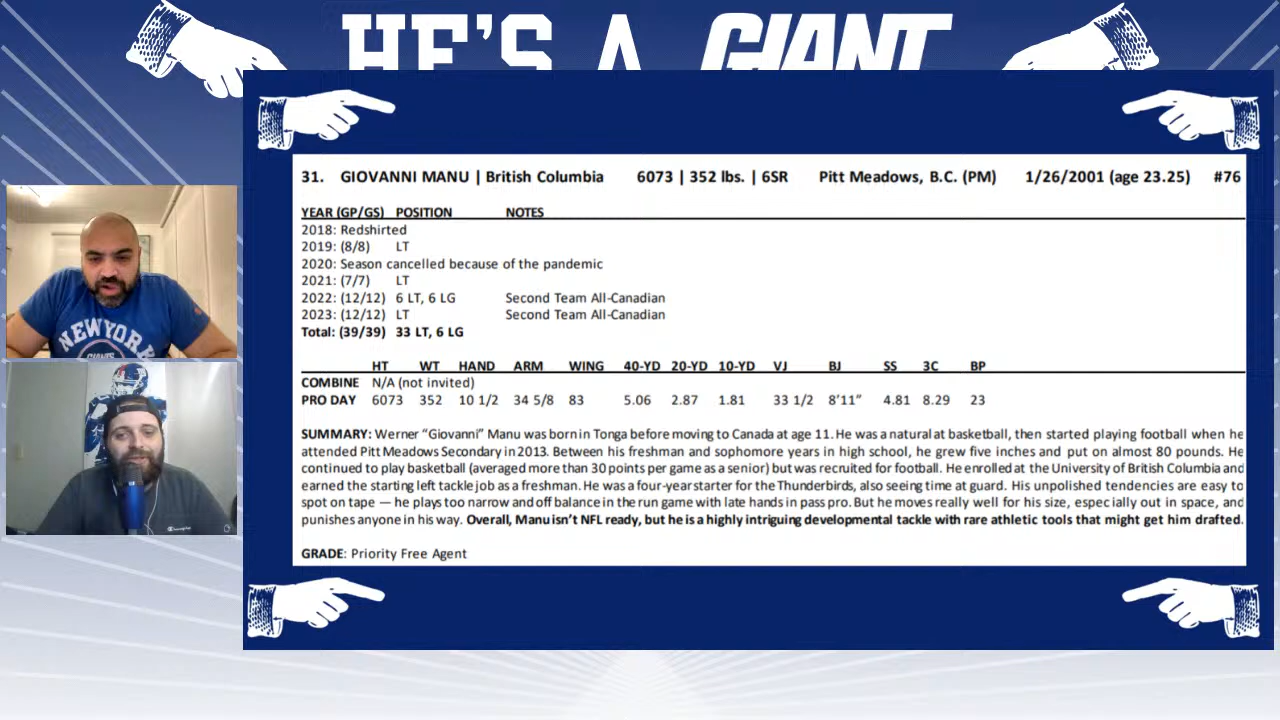 HE'S A GIANT
31. GIOVANNI MANU | British Columbia 6073 | 352 lbs. | 6SR Pitt Meadows, B.C. (PM) 1/26/2001 (age 23.25) #76
YEAR (GP/GS) POSITION NOTES
2018: Redshirted
2019: (8/8) LT
2020: Season cancelled because of the pandemic
2021: (7/7) LT
2022: (12/12) 6 LT, 6 LG Second Team All-Canadian
2023: (12/12) LT Second Team All-Canadian
Total: (39/39) 33 LT, 6 LG
HT WT HAND ARM WING 40-YD 20-YD 10-YD VJ BJ SS 3C BP
COMBINE N/A (not invited)
PRO DAY 6073 352 10 1/2 34 5/8 83 5.06 2.87 1.81 33 1/2 8'11" 4.81 8.29 23
SUMMARY: Werner “Giovanni” Manu was born in Tonga before moving to Canada at age 11. He was a natural at basketball, then started playing football when he
attended Pitt Meadows Secondary in 2013. Between his freshman and sophomore years in high school, he grew five inches and put on almost 80 pounds. He
continued to play basketball (averaged more than 30 points per game as a senior) but was recruited for football. He enrolled at the University of British Columbia and
earned the starting left tackle job as a freshman. He was a four-year starter for the Thunderbirds, also seeing time at guard. His unpolished tendencies are easy to
spot on tape — he plays too narrow and off balance in the run game with late hands in pass pro. But he moves really well for his size, especially out in space, and
punishes anyone in his way. Overall, Manu isn't NFL ready, but he is a highly intriguing developmental tackle with rare athletic tools that might get him drafted.
GRADE: Priority Free Agent
NEW YORK
GIANTS